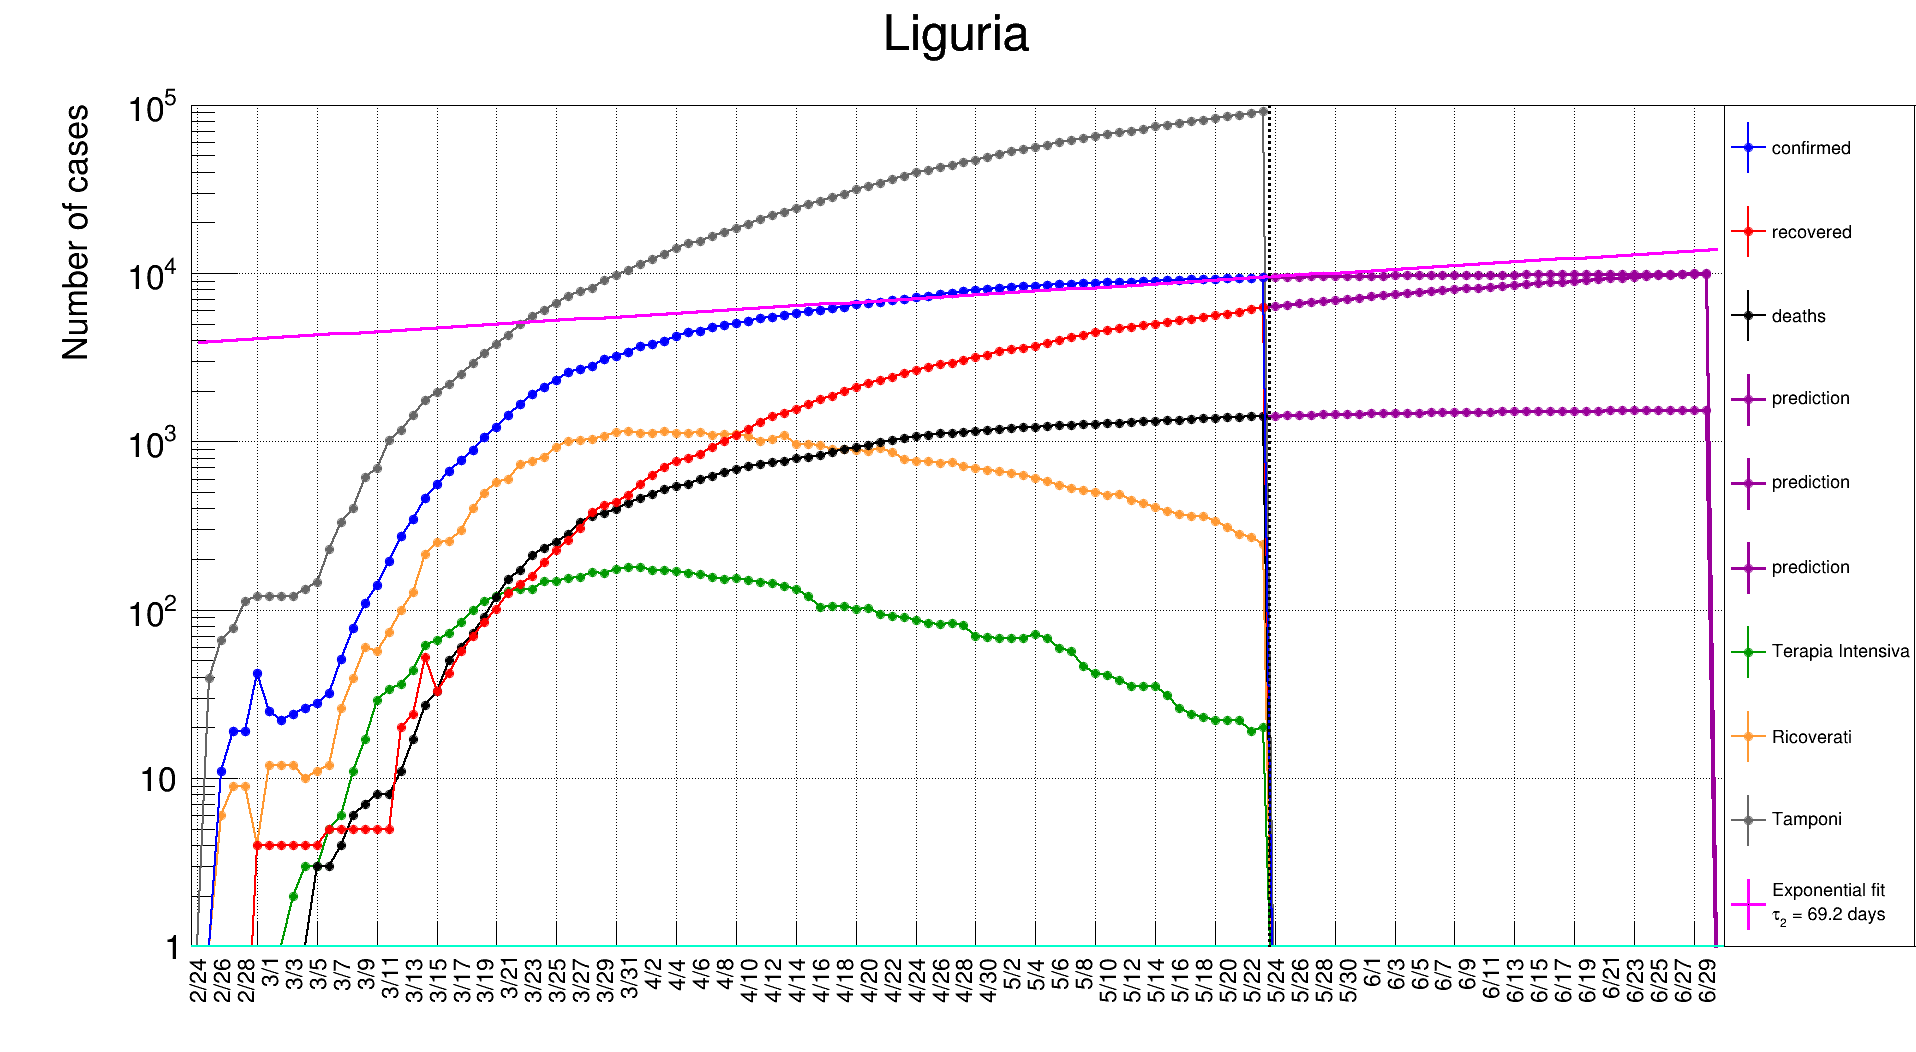 Liguria
Number of cases
10^5
10^4
10^3
10^2
10
1
2/24 2/26 2/28 3/1 3/3 3/5 3/7 3/9 3/11 3/13 3/15 3/17 3/19 3/21 3/23 3/25 3/27 3/29 3/31 4/2 4/4 4/6 4/8 4/10 4/12 4/14 4/16 4/18 4/20 4/22 4/24 4/26 4/28 4/30 5/2 5/4 5/6 5/8 5/10 5/12 5/14 5/16 5/18 5/20 5/22 5/24 5/26 5/28 5/30 6/1 6/3 6/5 6/7 6/9 6/11 6/13 6/15 6/17 6/19 6/21 6/23 6/25 6/27 6/29
confirmed
recovered
deaths
prediction
prediction
prediction
Terapia Intensiva
Ricoverati
Tamponi
Exponential fit
τ₂ = 69.2 days